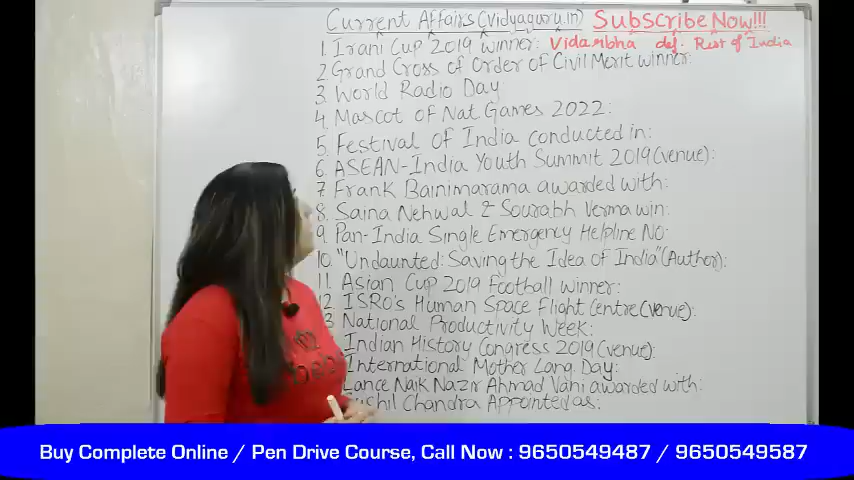 Current Affairs (Vidyaguru.in) Subscribe Now!!!
1. Irani Cup 2019 winner: Vidarbha def. Rest of India
2. Grand Cross of Order of Civil Merit winner:
3. World Radio Day
4. Mascot of Nat Games 2022:
5. Festival of India conducted in:
6. ASEAN-India Youth Summit 2019 (venue):
7 Frank Bainimarama awarded with:
8. Saina Nehwal & Sourabh Verma win:
9. Pan-India Single Emergency Helpline No:
10. "Undaunted: Saving the Idea of India" (Author):
11. Asian Cup 2019 Football winner:
12. ISRO's Human Space Flight Centre (venue):
3 National Productivity Week:
Indian History Congress 2019 (venue):
International Mother Lang Day:
Lance Naik Nazir Ahmad Vani awarded with:
Sushil Chandra Appointed as:
Buy Complete Online / Pen Drive Course, Call Now : 9650549487 / 9650549587